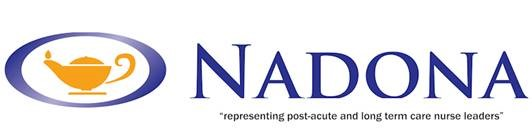 NADONA
“representing post-acute and long term care nurse leaders”